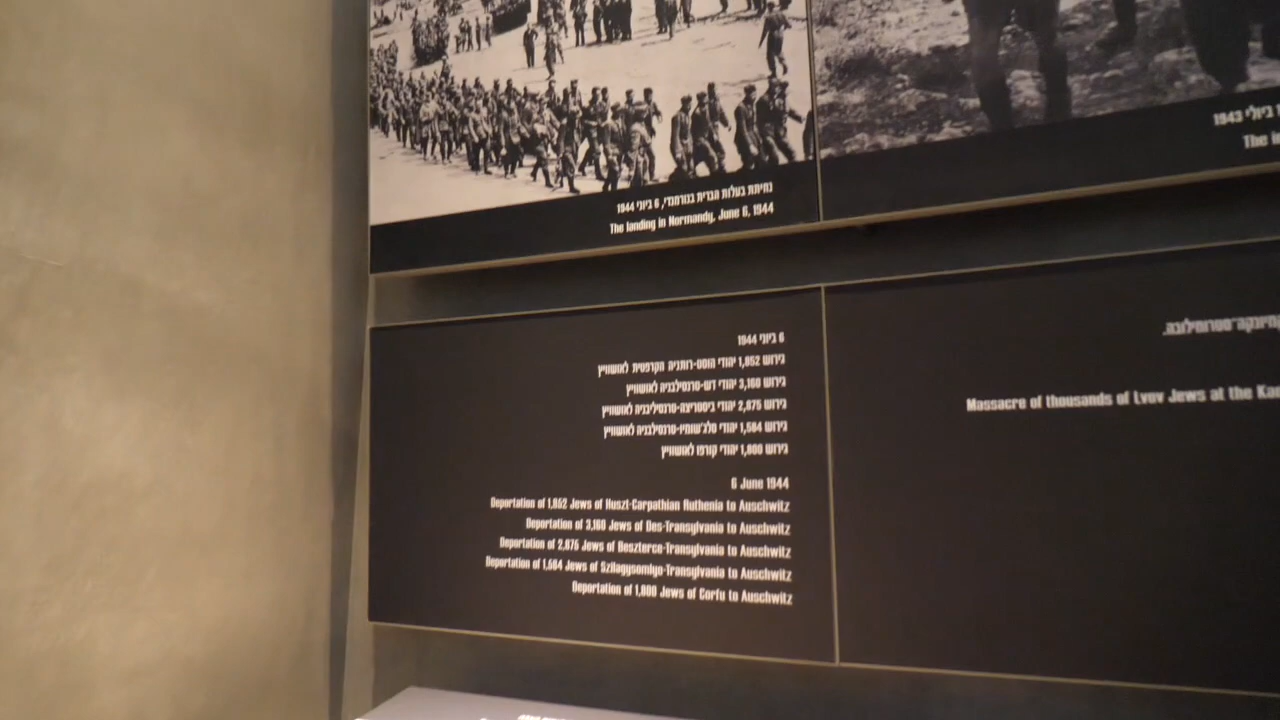 נחיתת בעלות הברית בנורמנדי, 6 ביוני 1944
The landing in Normandy, June 6, 1944
ביולי 1943
The
6 ביוני 1944
גירוש 1,852 יהודי הוסט-רותניה הקרפטית לאושוויץ
גירוש 3,160 יהודי דש-טרנסילבניה לאושוויץ
גירוש 2,875 יהודי ביסטריצה-טרנסילבניה לאושוויץ
גירוש 1,584 יהודי סלג'שומיו-טרנסילבניה לאושוויץ
גירוש 1,800 יהודי קורפו לאושוויץ
6 June 1944
Deportation of 1,852 Jews of Huszt-Carpathian Ruthenia to Auschwitz
Deportation of 3,160 Jews of Des-Transylvania to Auschwitz
Deportation of 2,875 Jews of Beszterce-Transylvania to Auschwitz
Deportation of 1,584 Jews of Szilagysomlyo-Transylvania to Auschwitz
Deportation of 1,800 Jews of Corfu to Auschwitz
Massacre of thousands of Lvov Jews at the